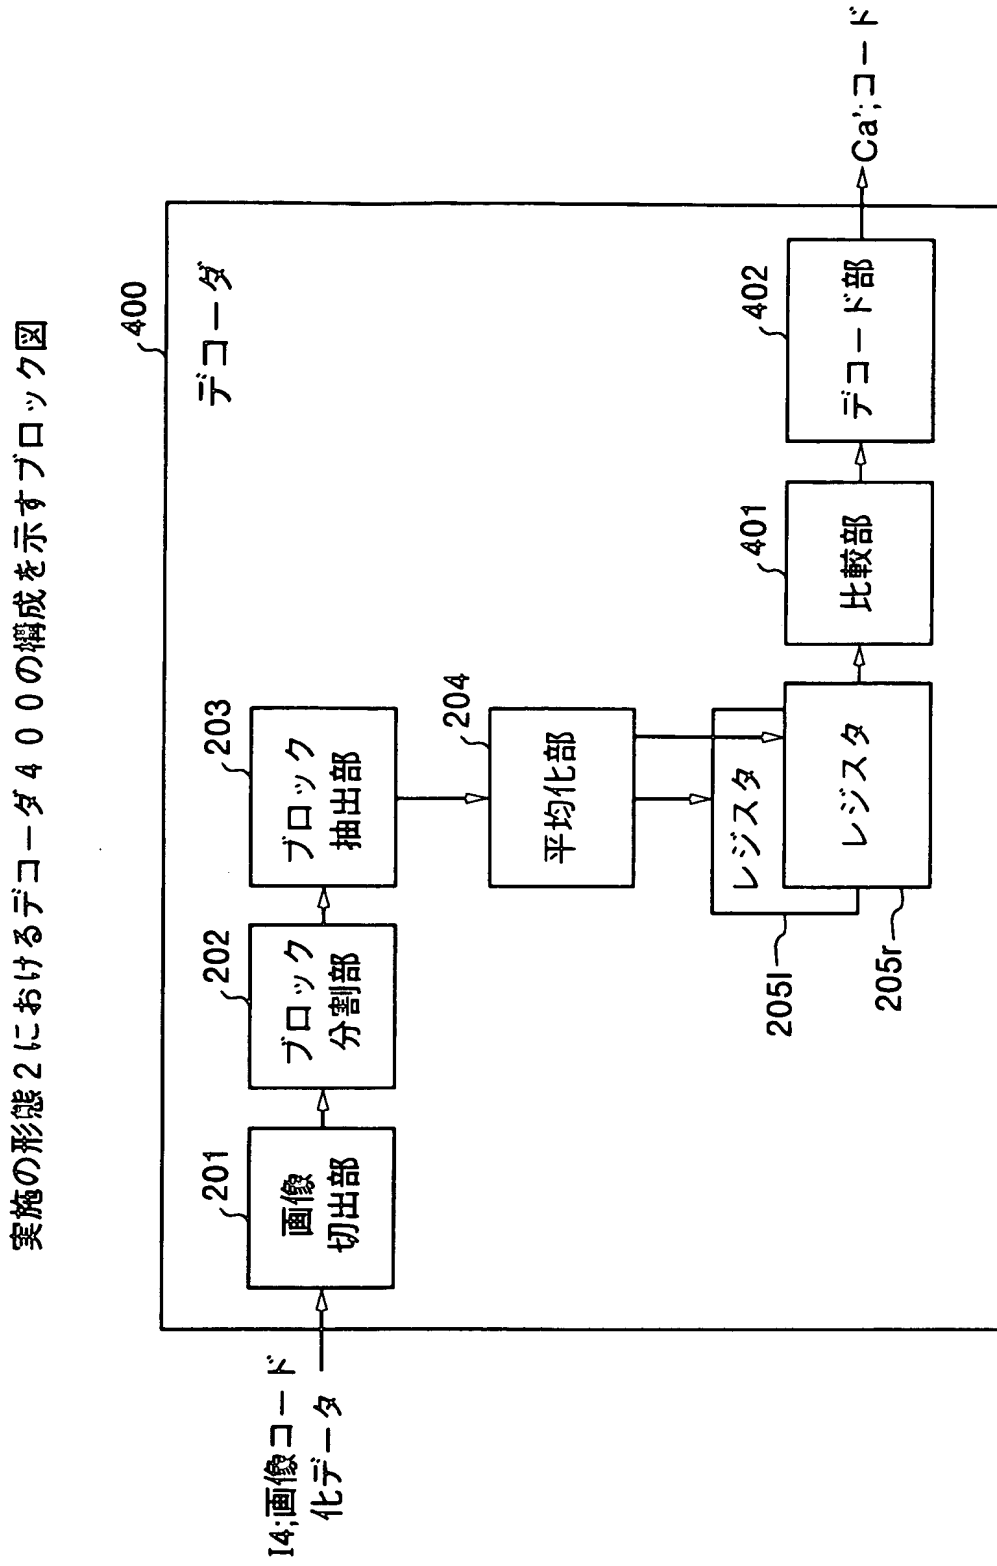 実施の形態2におけるデコーダ400の構成を示すブロック図
400
デコーダ
I4;画像コード
化データ
201
画像
切出部
202
ブロック
分割部
203
ブロック
抽出部
204
平均化部
205l
レジスタ
205r
レジスタ
401
比較部
402
デコード部
Ca';コード